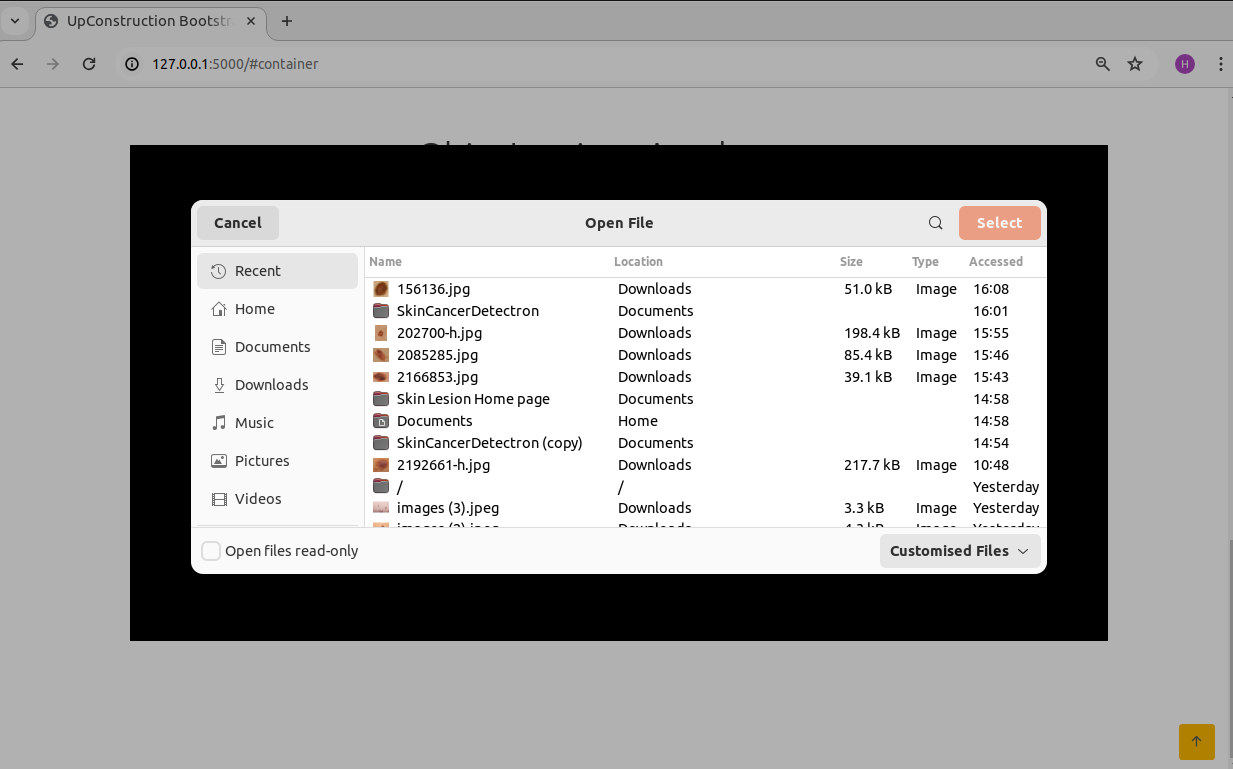 UpConstruction Bootstr
127.0.0.1:5000/#container
H
Cancel
Open File
Select
Recent
Home
Documents
Downloads
Music
Pictures
Videos
Name Location Size Type Accessed
156136.jpg Downloads 51.0 kB Image 16:08
SkinCancerDetectron Documents 16:01
202700-h.jpg Downloads 198.4 kB Image 15:55
2085285.jpg Downloads 85.4 kB Image 15:46
2166853.jpg Downloads 39.1 kB Image 15:43
Skin Lesion Home page Documents 14:58
Documents Home 14:58
SkinCancerDetectron (copy) Documents 14:54
2192661-h.jpg Downloads 217.7 kB Image 10:48
/ / Yesterday
images (3).jpeg Downloads 3.3 kB Image Yesterday
Open files read-only
Customised Files